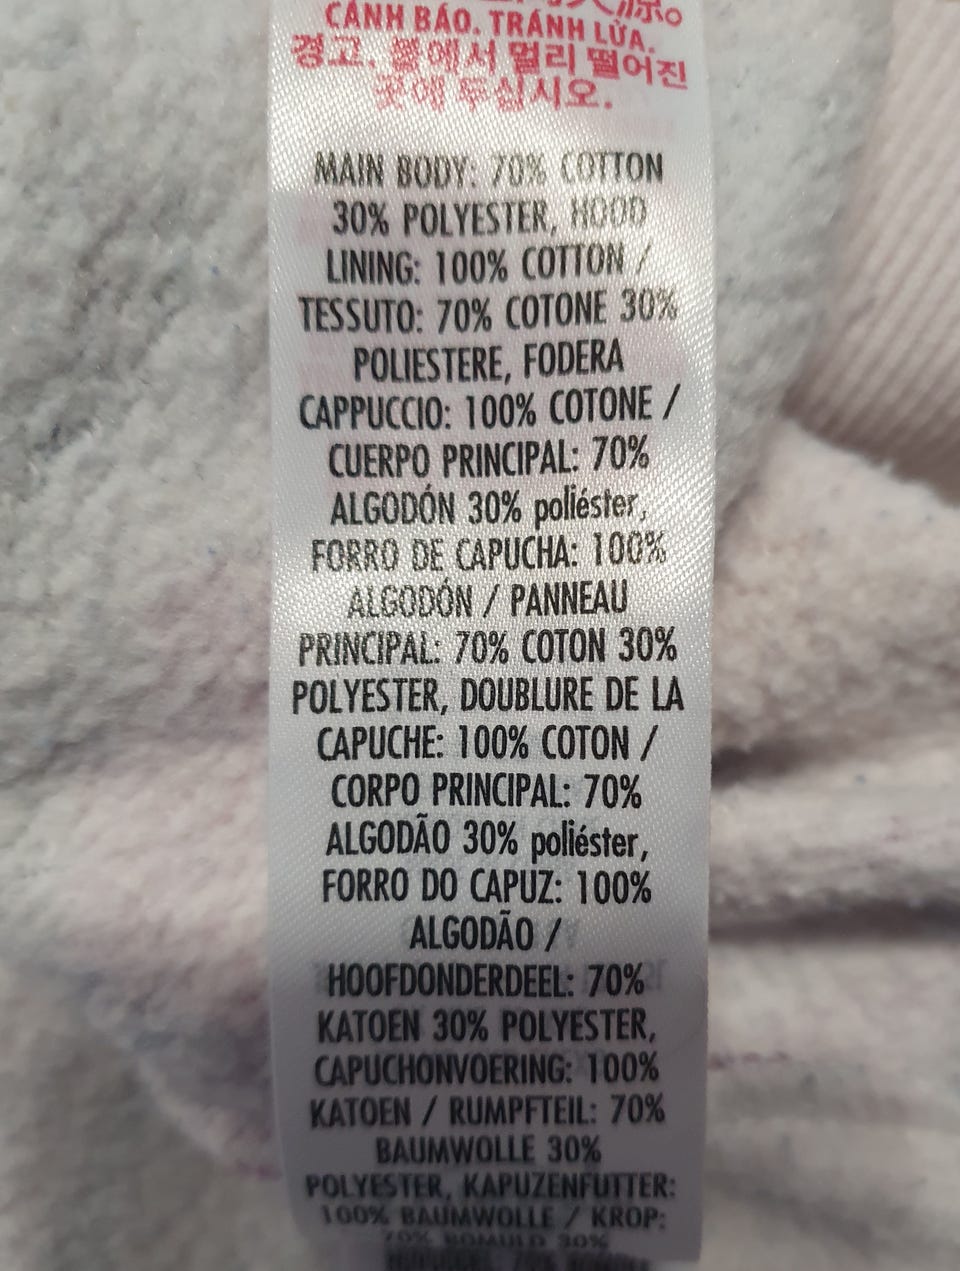 CÁNH BÁO. TRÁNH LỬA.
경고. 불에서 멀리 떨어진
곳에 두십시오.
MAIN BODY: 70% COTTON
30% POLYESTER, HOOD
LINING: 100% COTTON /
TESSUTO: 70% COTONE 30%
POLIESTERE, FODERA
CAPPUCCIO: 100% COTONE /
CUERPO PRINCIPAL: 70%
ALGODÓN 30% poliéster,
FORRO DE CAPUCHA: 100%
ALGODÓN / PANNEAU
PRINCIPAL: 70% COTON 30%
POLYESTER, DOUBLURE DE LA
CAPUCHE: 100% COTON /
CORPO PRINCIPAL: 70%
ALGODÃO 30% poliéster,
FORRO DO CAPUZ: 100%
ALGODÃO /
HOOFDONDERDEEL: 70%
KATOEN 30% POLYESTER,
CAPUCHONVOERING: 100%
KATOEN / RUMPFTEIL: 70%
BAUMWOLLE 30%
POLYESTER, KAPUZENFUTTER:
100% BAUMWOLLE / KROP:
70% BOMULD 30%